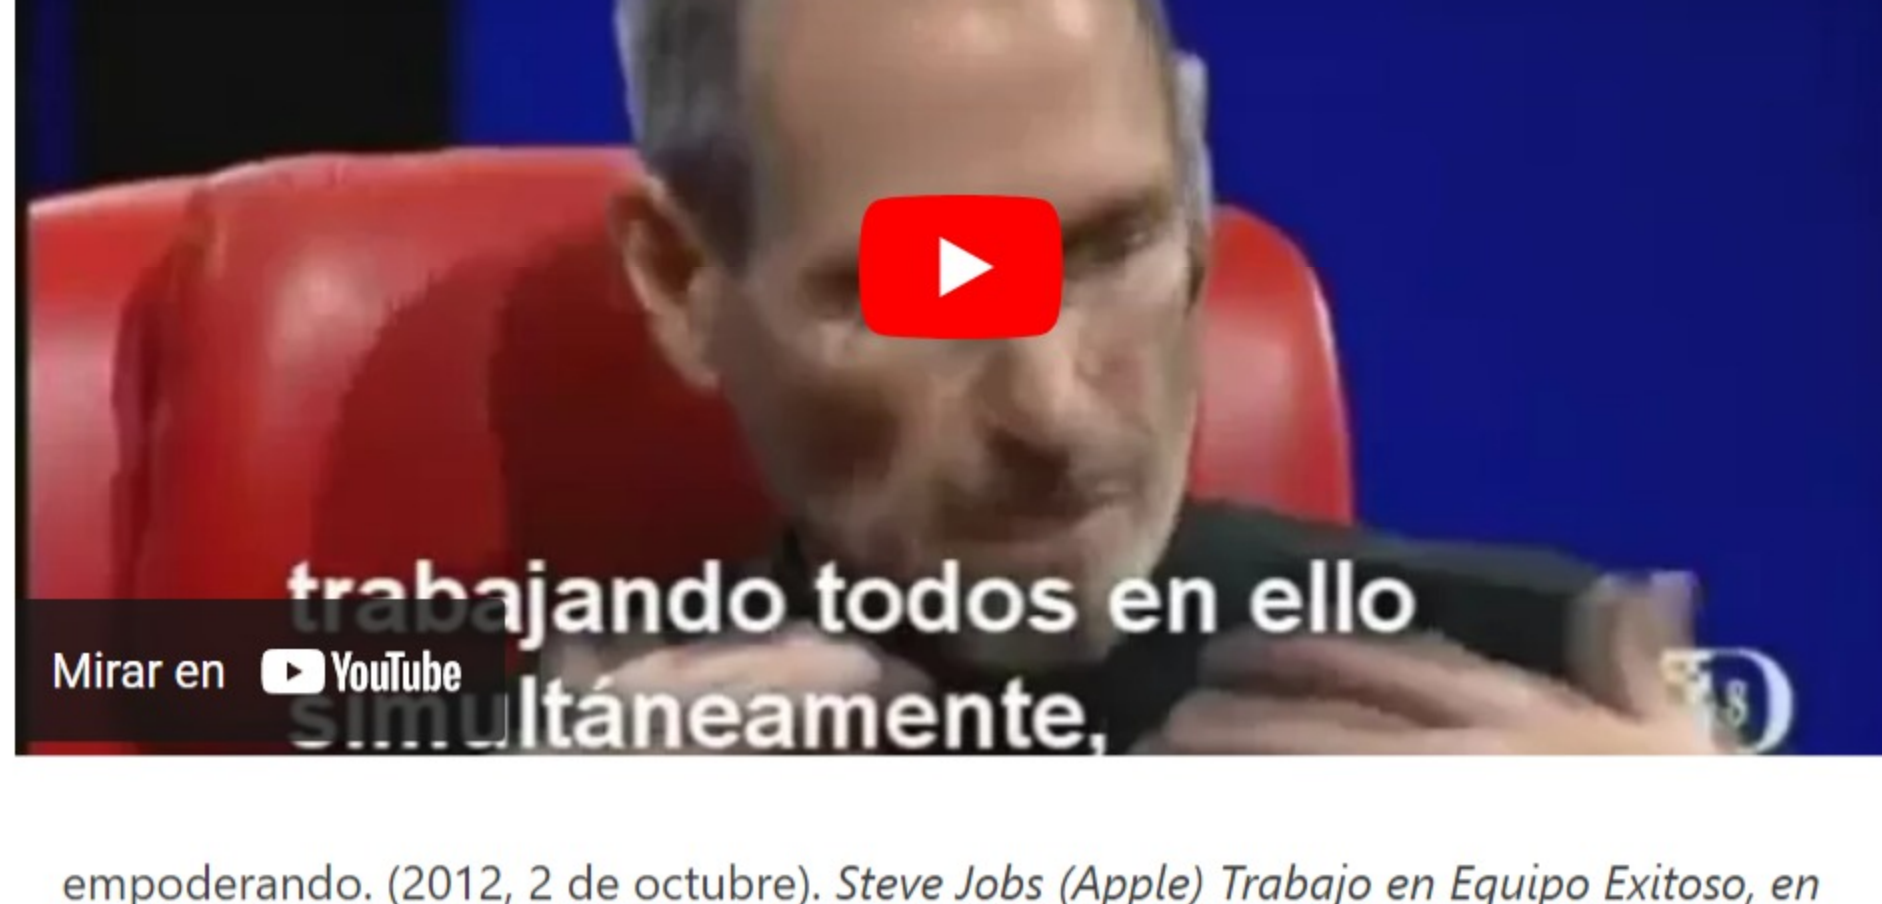 trabajando todos en ello
Mirar en YouTube
simultáneamente,
8
empoderando. (2012, 2 de octubre). Steve Jobs (Apple) Trabajo en Equipo Exitoso, en